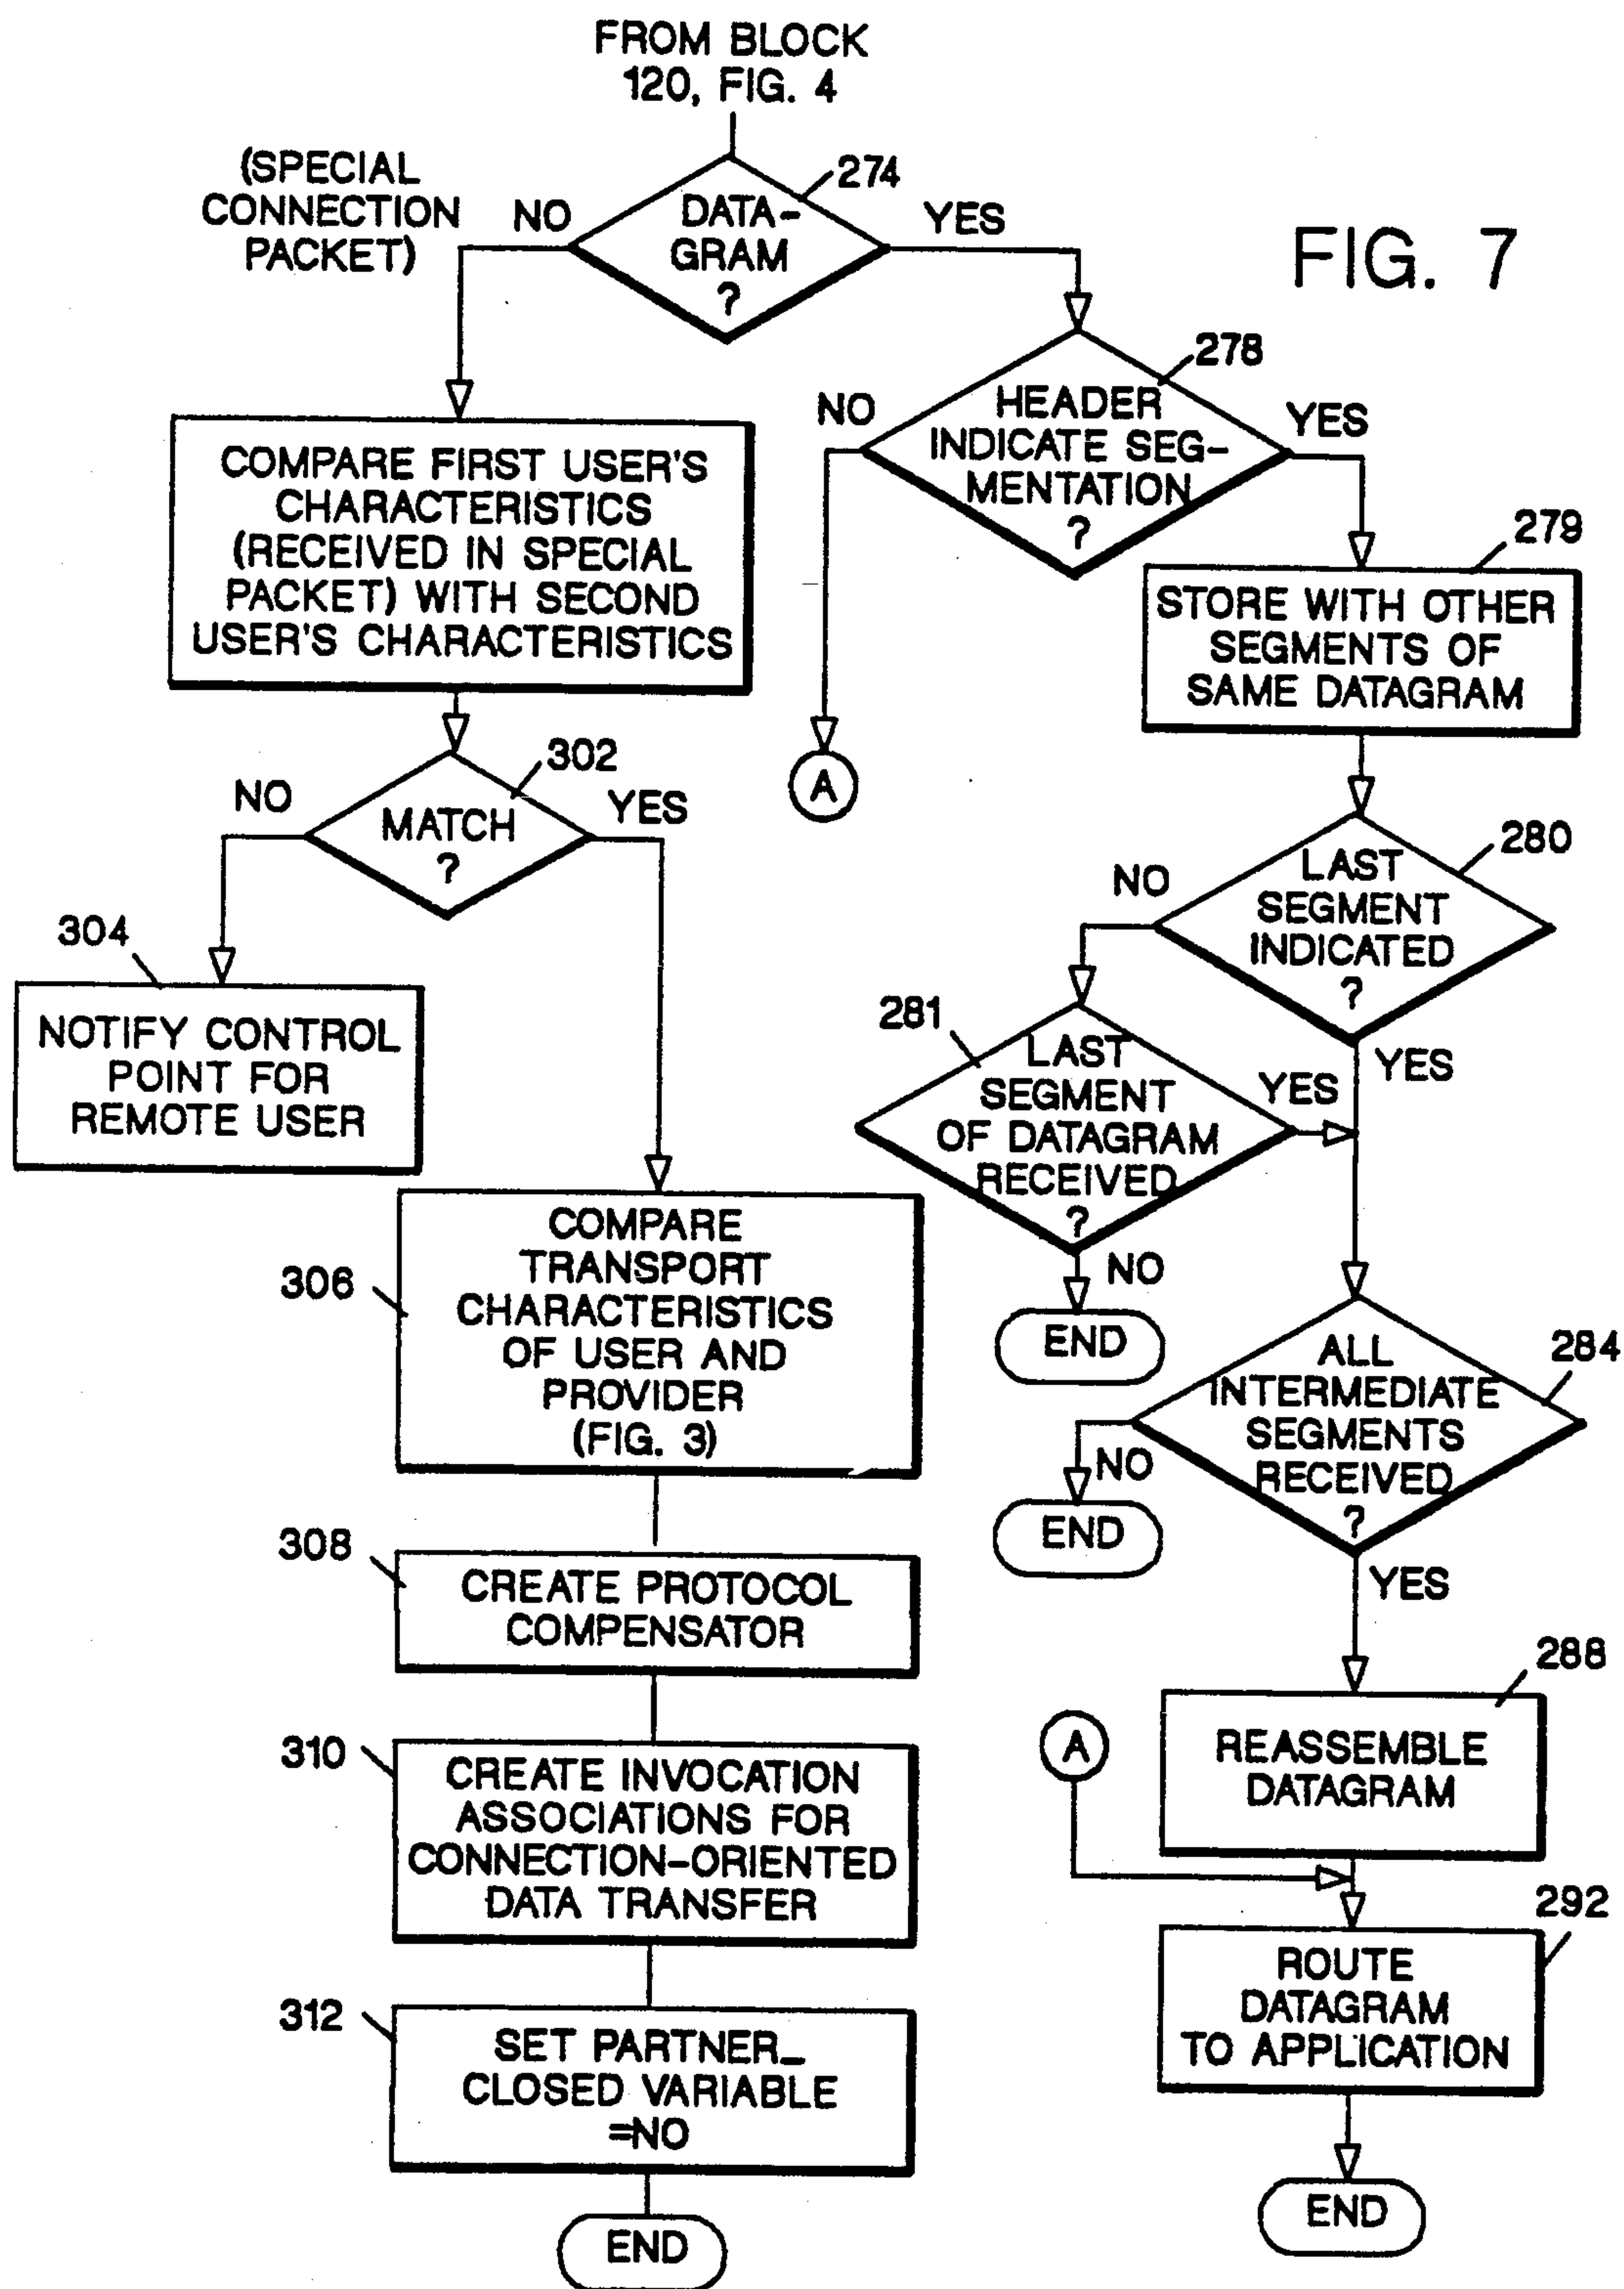 FROM BLOCK
120, FIG. 4
(SPECIAL
CONNECTION
PACKET)
NO
DATA-
GRAM
?
274
YES
FIG. 7
COMPARE FIRST USER'S
CHARACTERISTICS
(RECEIVED IN SPECIAL
PACKET) WITH SECOND
USER'S CHARACTERISTICS
NO
HEADER
INDICATE SEG-
MENTATION
?
278
YES
A
279
STORE WITH OTHER
SEGMENTS OF
SAME DATAGRAM
NO
MATCH
?
302
YES
304
NOTIFY CONTROL
POINT FOR
REMOTE USER
NO
LAST
SEGMENT
INDICATED
?
280
YES
281
LAST
SEGMENT
OF DATAGRAM
RECEIVED
?
YES
NO
END
306
COMPARE
TRANSPORT
CHARACTERISTICS
OF USER AND
PROVIDER
(FIG. 3)
ALL
INTERMEDIATE
SEGMENTS
RECEIVED
?
284
NO
END
YES
308
CREATE PROTOCOL
COMPENSATOR
288
REASSEMBLE
DATAGRAM
A
310
CREATE INVOCATION
ASSOCIATIONS FOR
CONNECTION-ORIENTED
DATA TRANSFER
292
ROUTE
DATAGRAM
TO APPLICATION
END
312
SET PARTNER_
CLOSED VARIABLE
=NO
END